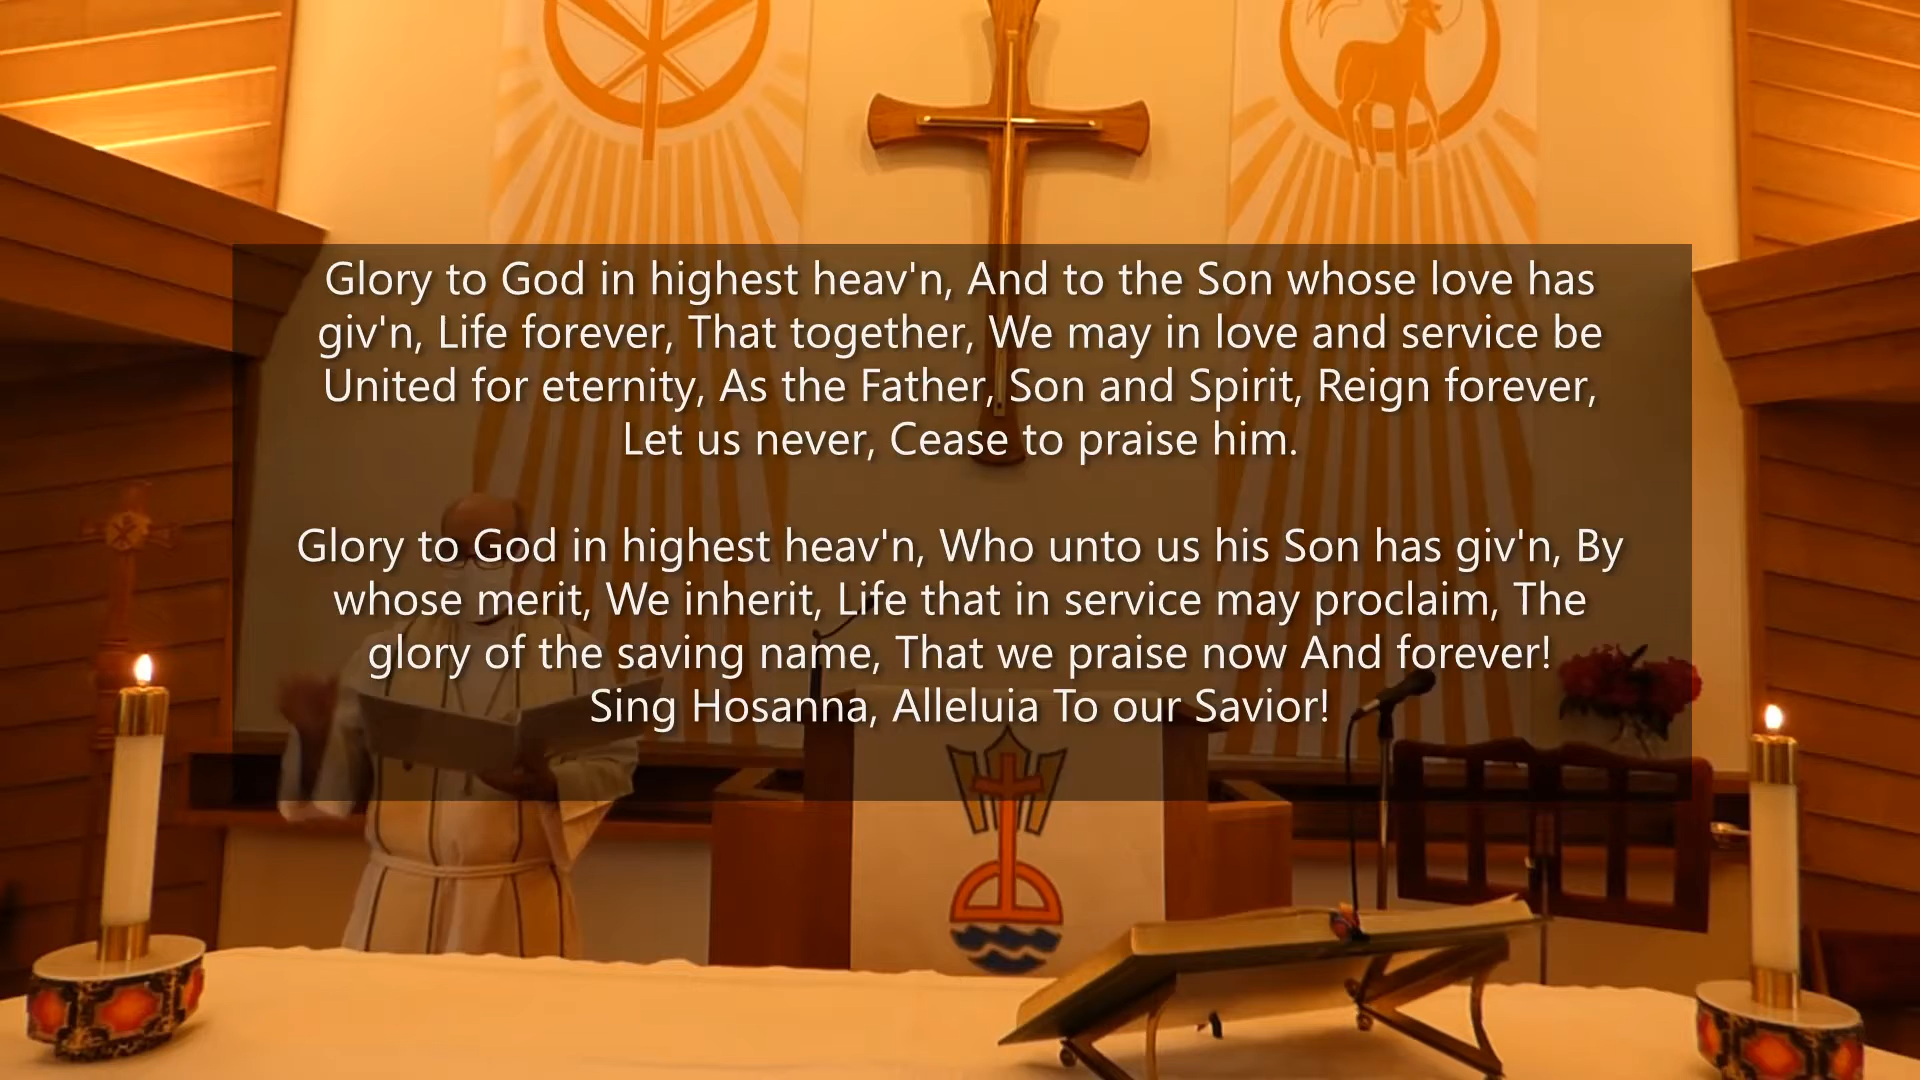 Glory to God in highest heav'n, And to the Son whose love has
giv'n, Life forever, That together, We may in love and service be
United for eternity, As the Father, Son and Spirit, Reign forever,
Let us never, Cease to praise him.
Glory to God in highest heav'n, Who unto us his Son has giv'n, By
whose merit, We inherit, Life that in service may proclaim, The
glory of the saving name, That we praise now And forever!
Sing Hosanna, Alleluia To our Savior!